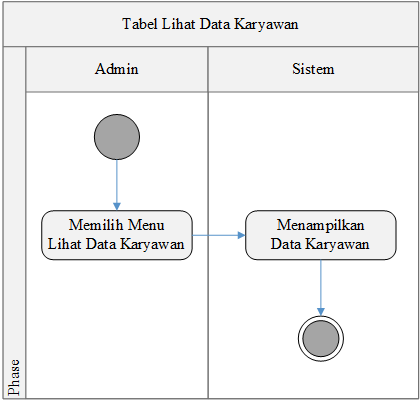 Tabel Lihat Data Karyawan
Admin
Sistem
Memilih Menu
Lihat Data Karyawan
Menampilkan
Data Karyawan
Phase